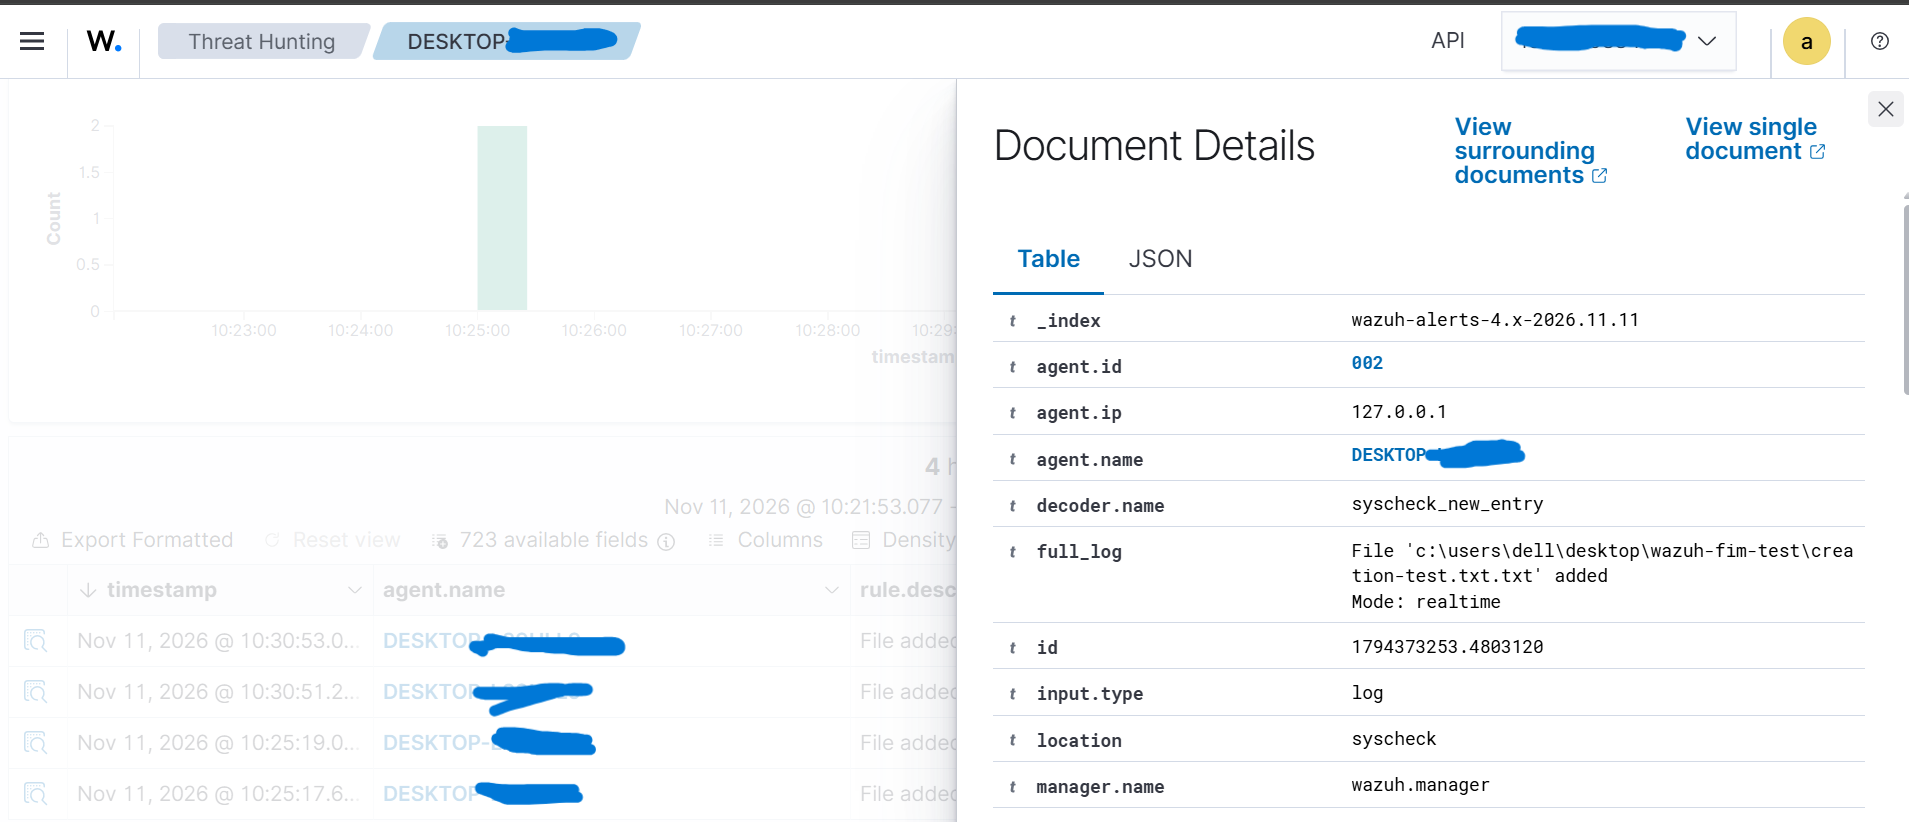 W.
Threat Hunting
DESKTOP-
API
a
Count
2
1.5
1
0.5
0
10:23:00 10:24:00 10:25:00 10:26:00 10:27:00 10:28:00 10:29:
timestam
4 h
Nov 11, 2026 @ 10:21:53.077 -
Export Formatted Reset view 723 available fields Columns Density
timestamp agent.name rule.desc
Nov 11, 2026 @ 10:30:53.0... DESKTOP File added
Nov 11, 2026 @ 10:30:51.2... DESKTOP File added
Nov 11, 2026 @ 10:25:19.0... DESKTOP- File added
Nov 11, 2026 @ 10:25:17.6... DESKTOP File added
Document Details
View surrounding documents
View single document
Table JSON
t _index wazuh-alerts-4.x-2026.11.11
t agent.id 002
t agent.ip 127.0.0.1
t agent.name DESKTOP
t decoder.name syscheck_new_entry
t full_log File 'c:\users\dell\desktop\wazuh-fim-test\crea
tion-test.txt.txt' added
Mode: realtime
t id 1794373253.4803120
t input.type log
t location syscheck
t manager.name wazuh.manager